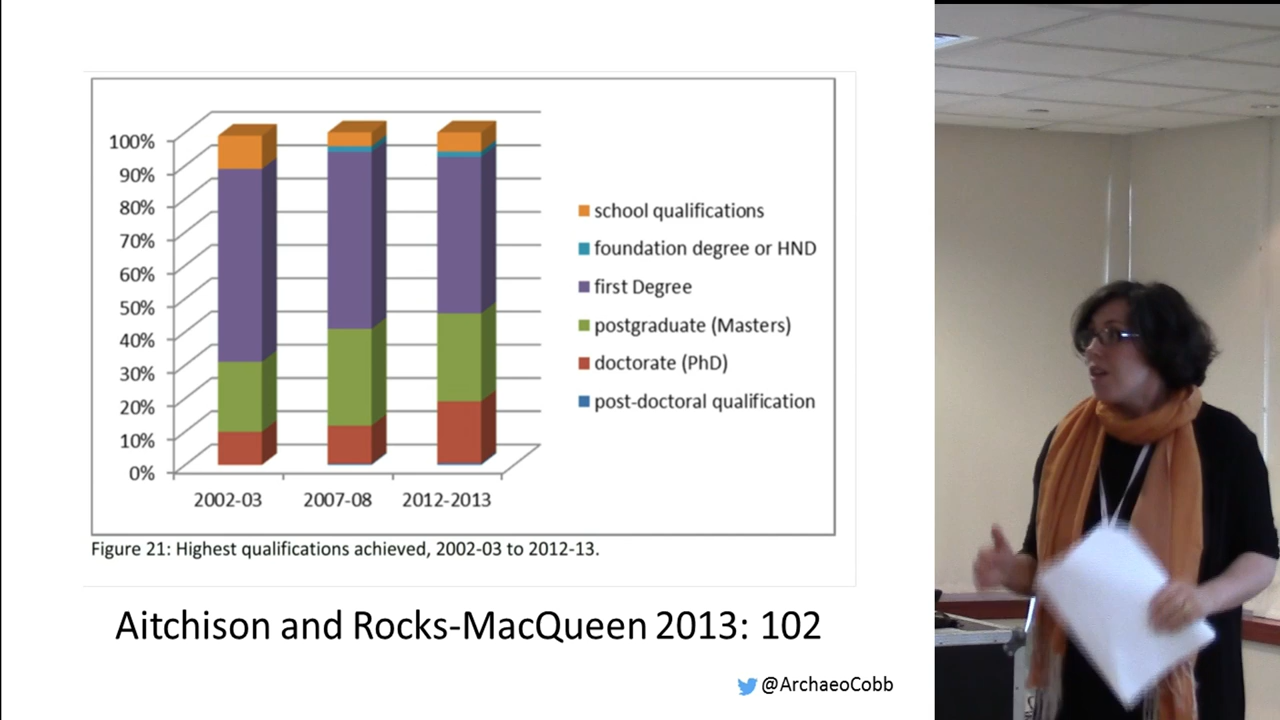 100%
90%
80%
70%
60%
50%
40%
30%
20%
10%
0%
2002-03 2007-08 2012-2013
school qualifications
foundation degree or HND
first Degree
postgraduate (Masters)
doctorate (PhD)
post-doctoral qualification
Figure 21: Highest qualifications achieved, 2002-03 to 2012-13.
Aitchison and Rocks-MacQueen 2013: 102
@ArchaeoCobb